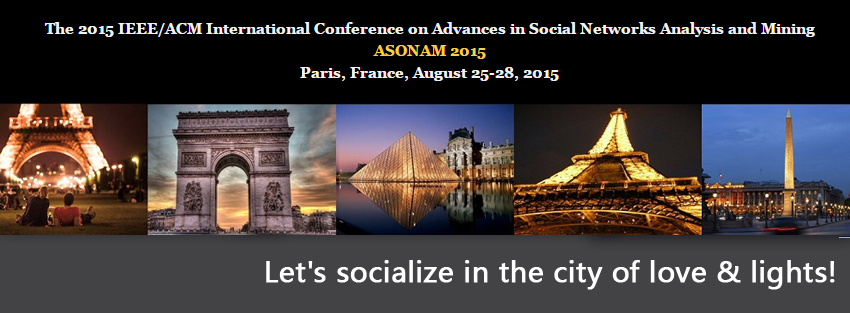 The 2015 IEEE/ACM International Conference on Advances in Social Networks Analysis and Mining
ASONAM 2015
Paris, France, August 25-28, 2015
Let's socialize in the city of love & lights!